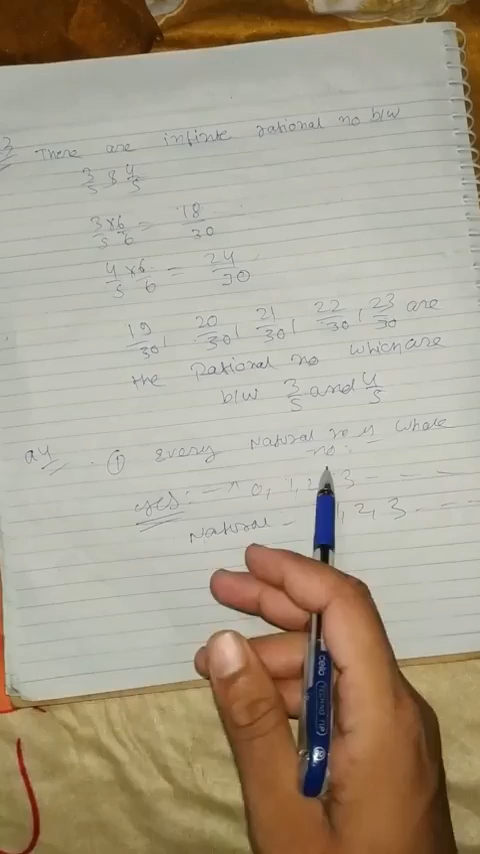 There are infinite rational no b/w
3/5 & 4/5
3/5 × 6/6 = 18/30
4/5 × 6/6 = 24/30
19/30, 20/30, 21/30, 22/30, 23/30 are
the Rational no which are
b/w 3/5 and 4/5
Q4 ① Every Natural no is whole
no.
yes:- 0, 1, 2, 3 - - - -
Natural - 1, 2, 3 - - - -
cello